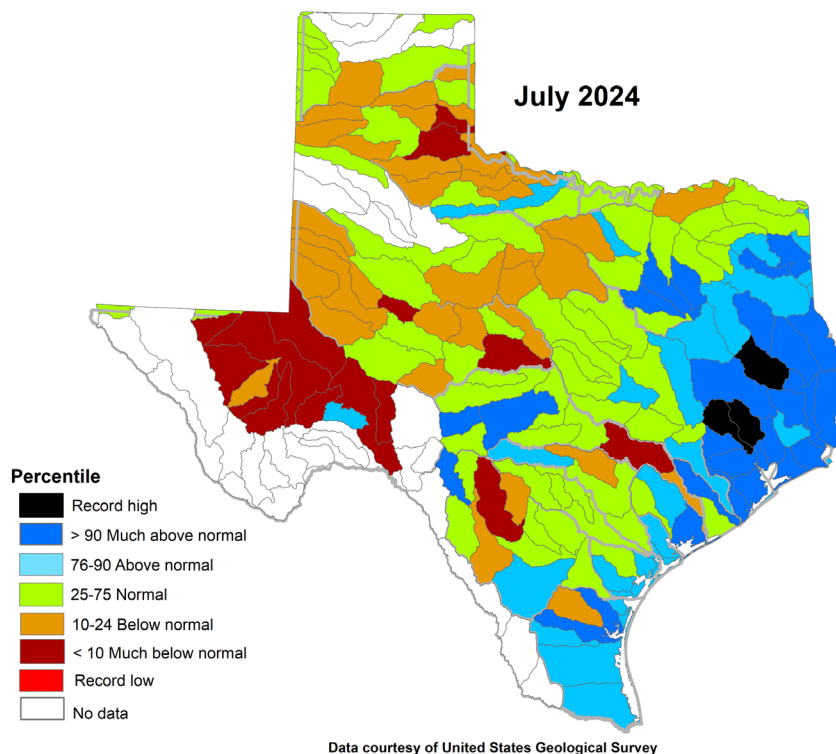 July 2024
Percentile
Record high
> 90 Much above normal
76-90 Above normal
25-75 Normal
10-24 Below normal
< 10 Much below normal
Record low
No data
Data courtesy of United States Geological Survey